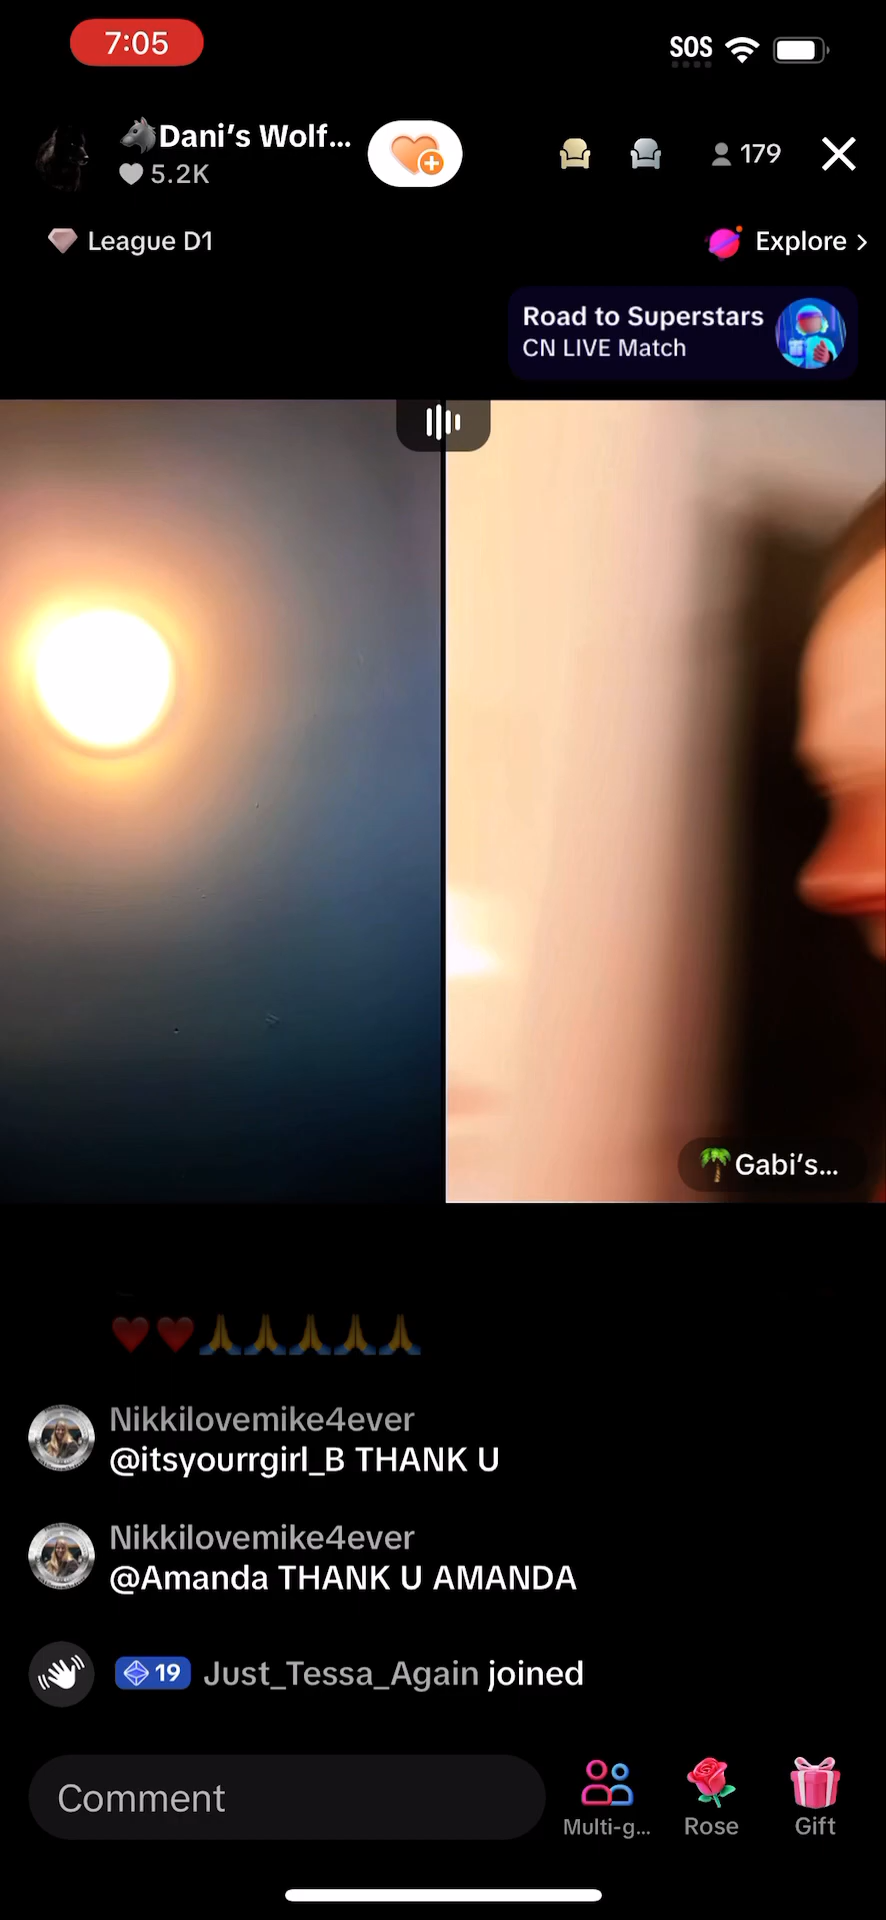 7:05
SOS
🐺Dani’s Wolf...
5.2K
179
League D1
Explore >
Road to Superstars
CN LIVE Match
🌴Gabi’s...
❤️❤️🙏🙏🙏🙏🙏
Nikkilovemike4ever
@itsyourrgirl_B THANK U
Nikkilovemike4ever
@Amanda THANK U AMANDA
19 Just_Tessa_Again joined
Comment
Multi-g...
Rose
Gift